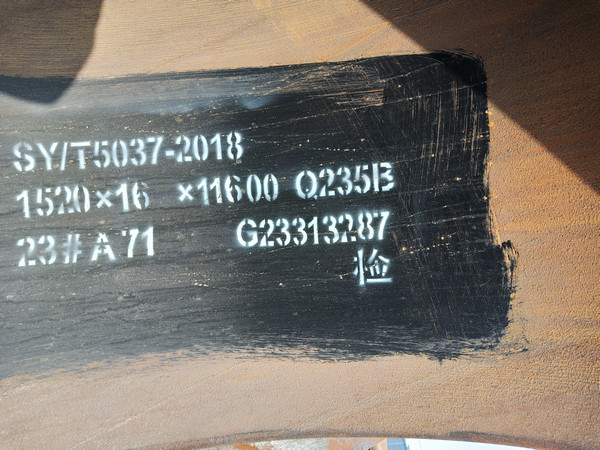 SY/T5037-2018
1520×16 ×11600 Q235B
23#A71 G23313287
检